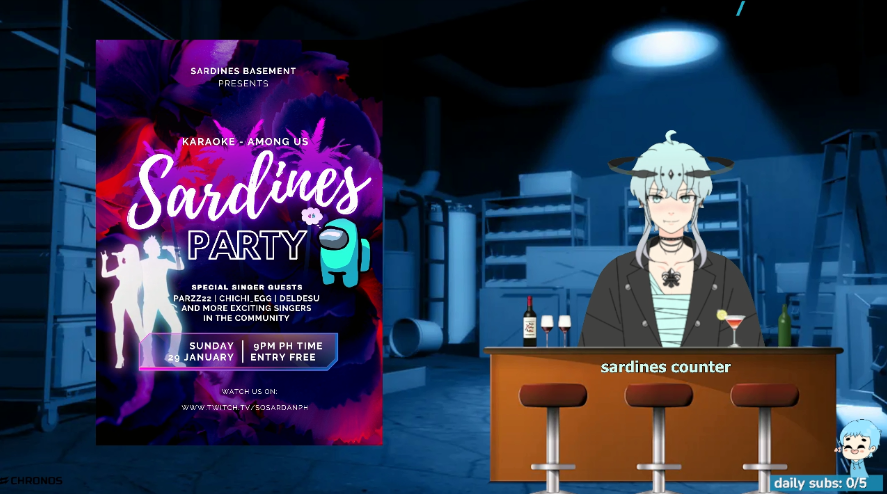 SARDINES BASEMENT
PRESENTS
KARAOKE - AMONG US
Sardines
PARTY
SPECIAL SINGER GUESTS
PARZZ22 | CHICHI_EGG | DELDESU
AND MORE EXCITING SINGERS
IN THE COMMUNITY
SUNDAY
29 JANUARY
9PM PH TIME
ENTRY FREE
WATCH US ON:
WWW.TWITCH.TV/SOSARDANPH
sardines counter
CHRONOS
daily subs: 0/5